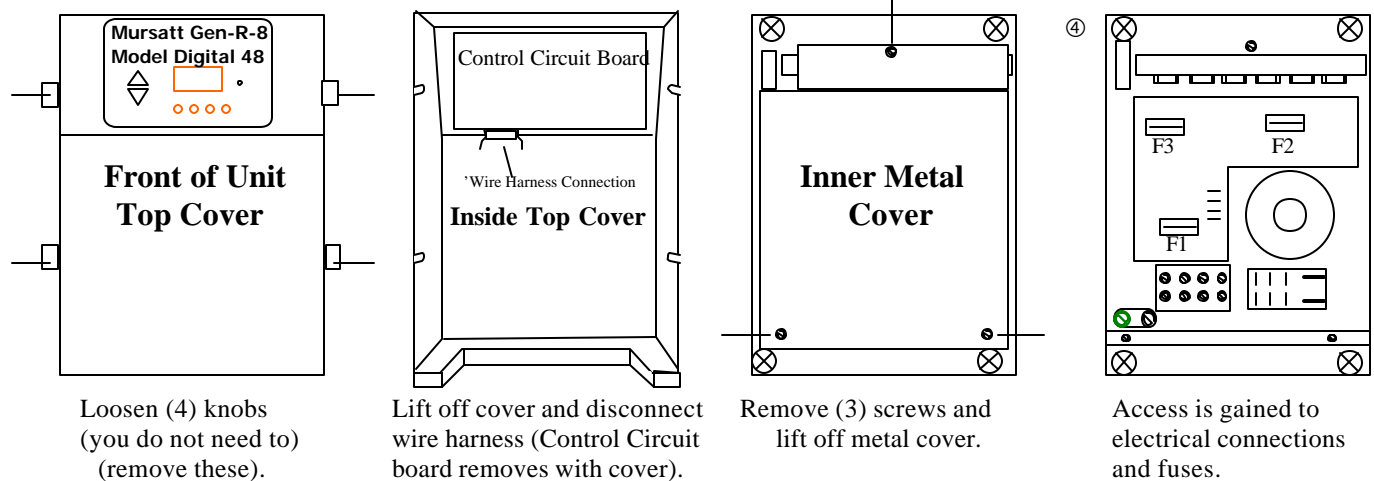 Mursatt Gen-R-8
Model Digital 48
Front of Unit
Top Cover
Loosen (4) knobs
(you do not need to)
(remove these).
Control Circuit Board
'Wire Harness Connection
Inside Top Cover
Lift off cover and disconnect
wire harness (Control Circuit
board removes with cover).
Inner Metal
Cover
Remove (3) screws and
lift off metal cover.
④
F3
F2
F1
Access is gained to
electrical connections
and fuses.